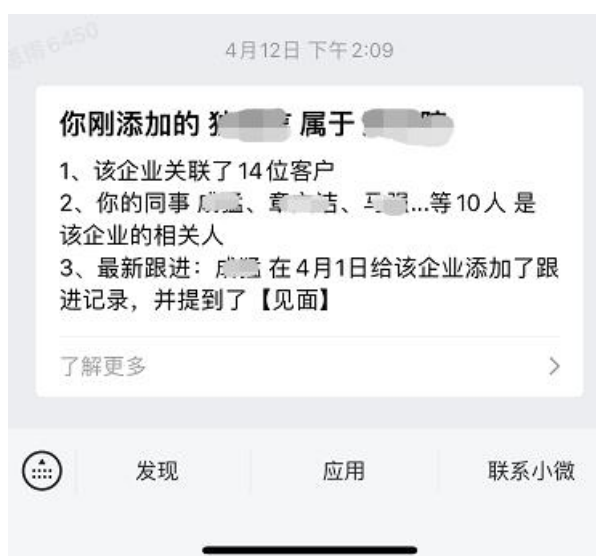 6450
4月12日 下午2:09
你刚添加的 属于
1、该企业关联了14位客户
2、你的同事 、章 洁、马 ...等10人 是
该企业的相关人
3、最新跟进： 在4月1日给该企业添加了跟
进记录，并提到了【见面】
了解更多
发现
应用
联系小微